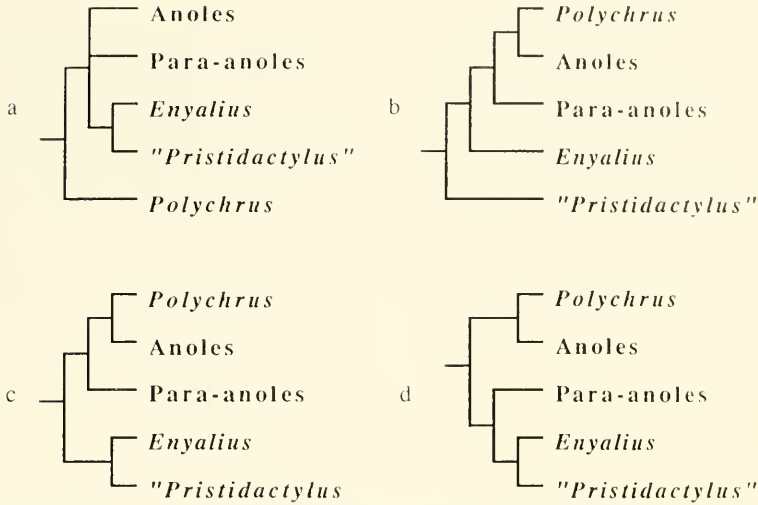 a
Anoles
Para-anoles
Enyalius
"Pristidactylus"
Polychrus
b
Polychrus
Anoles
Para-anoles
Enyalius
"Pristidactylus"
c
Polychrus
Anoles
Para-anoles
Enyalius
"Pristidactylus
d
Polychrus
Anoles
Para-anoles
Enyalius
"Pristidactylus"